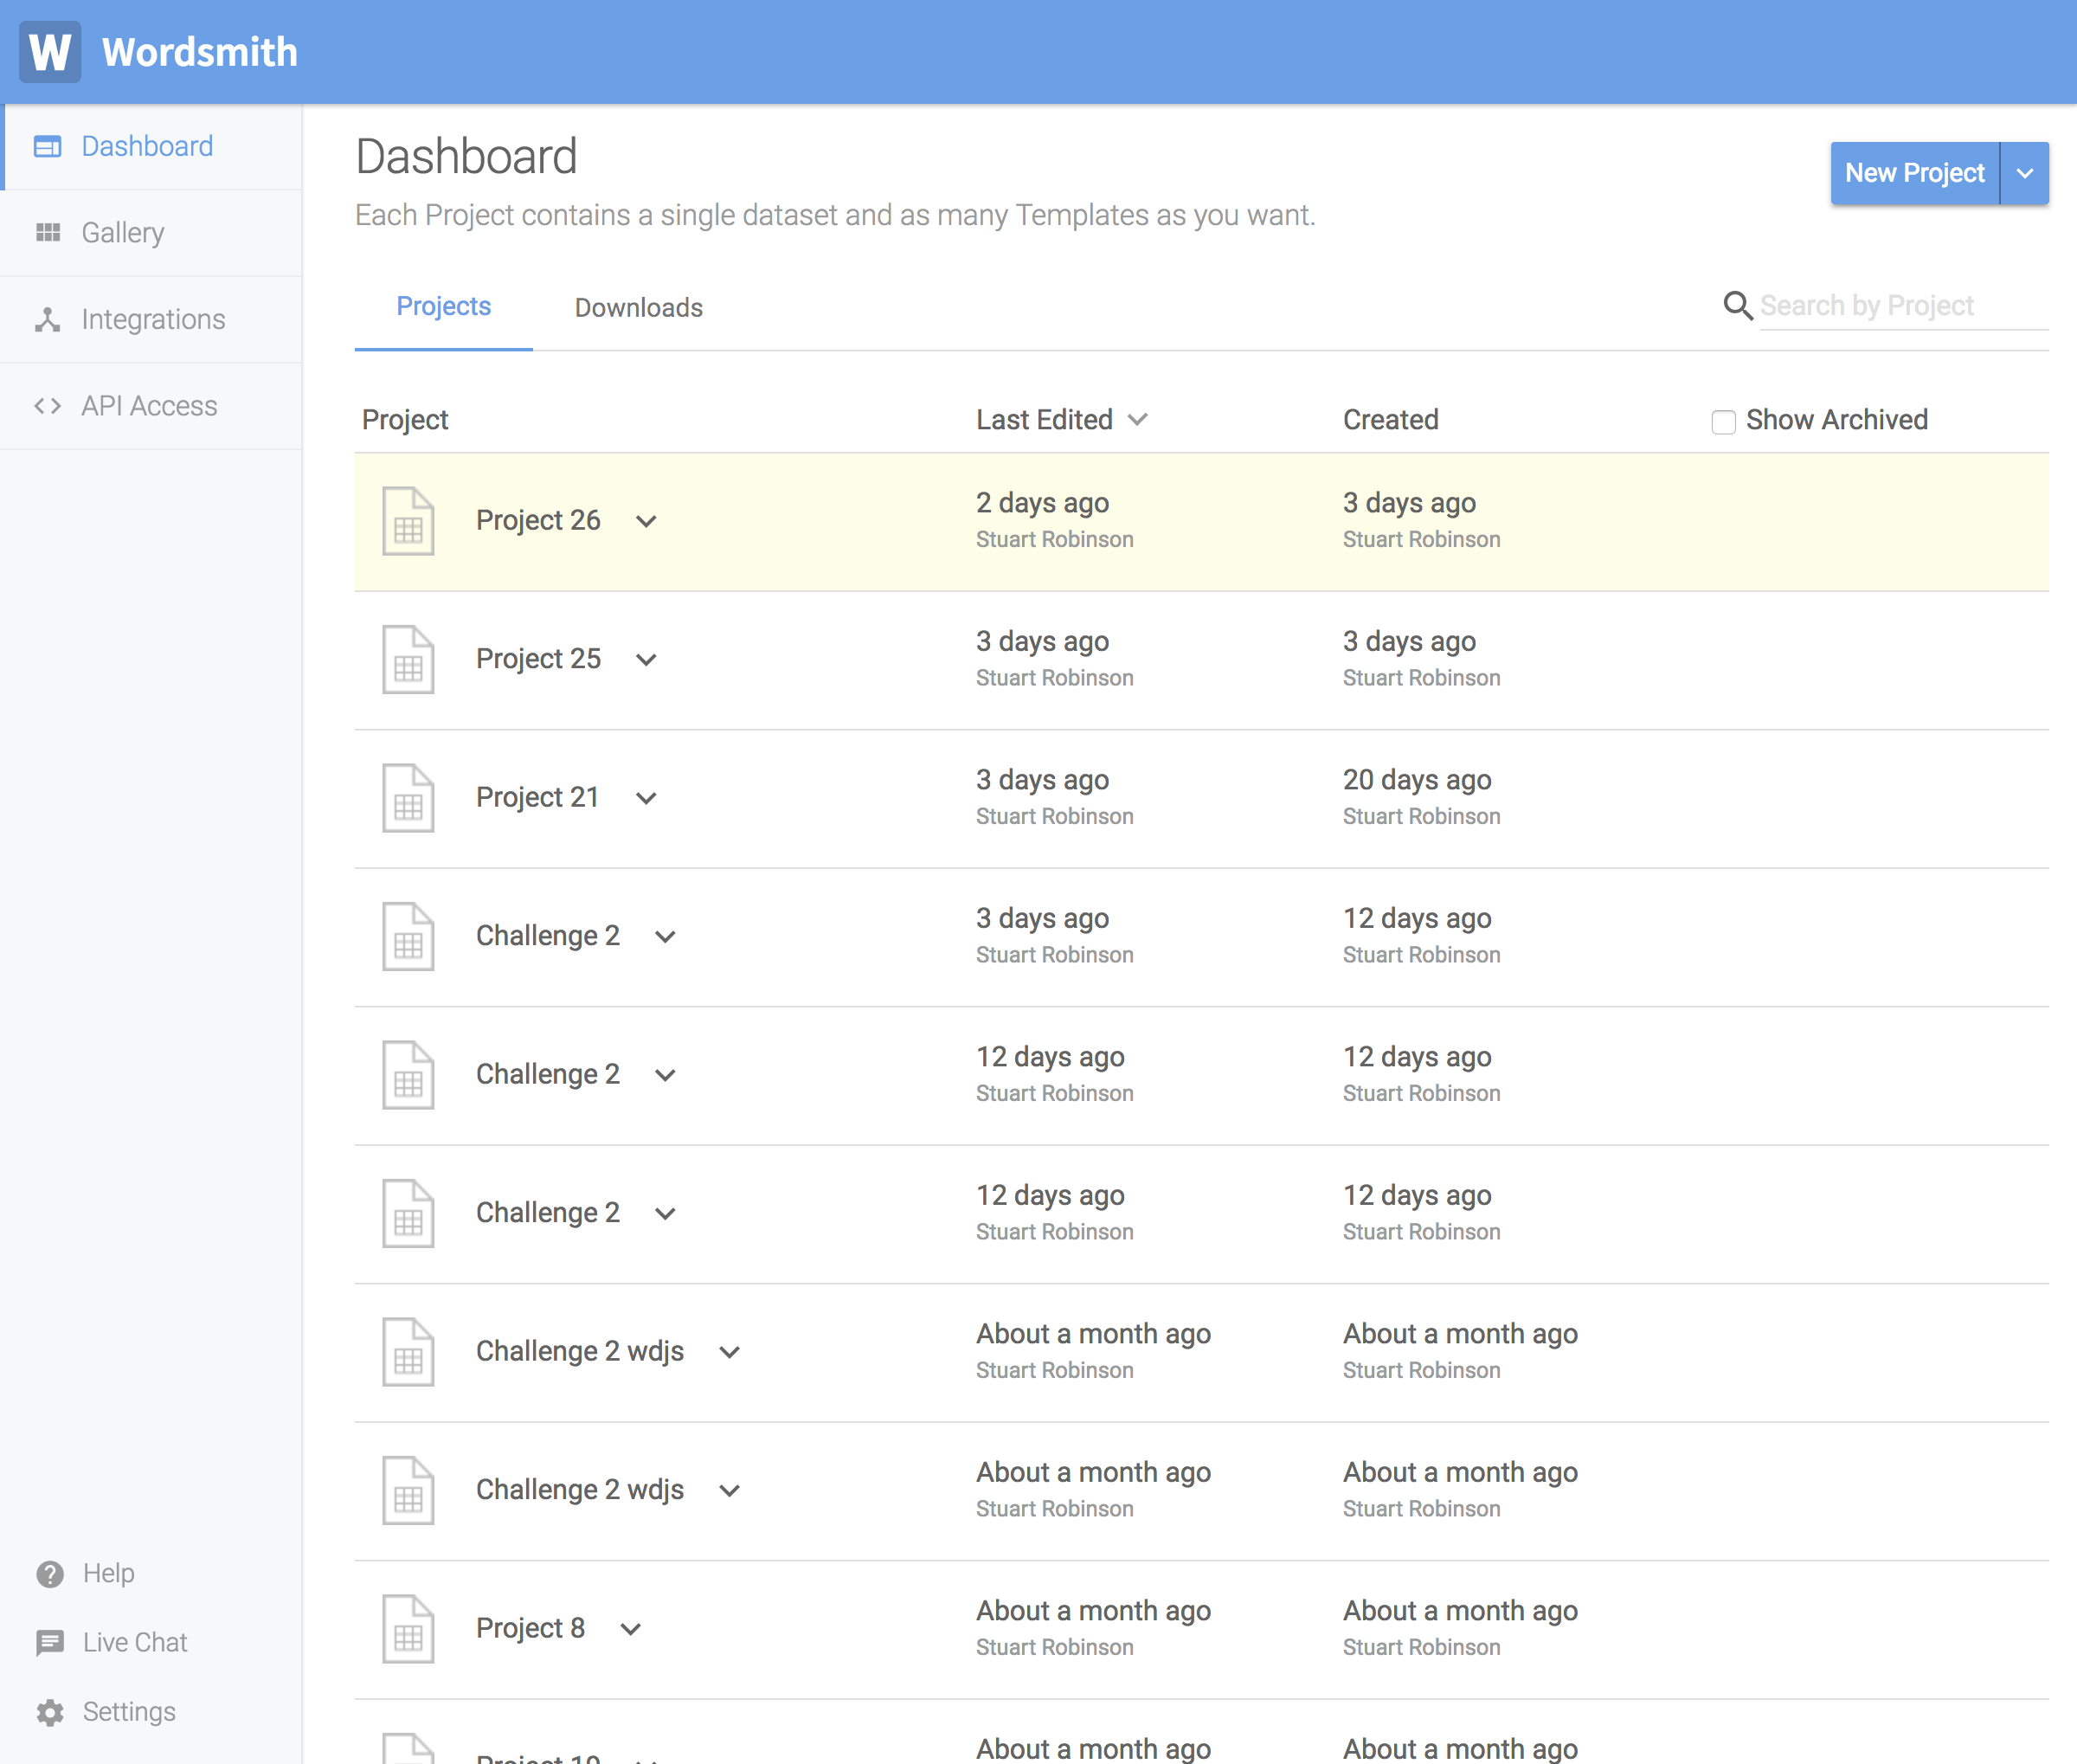 W Wordsmith
Dashboard
Gallery
Integrations
API Access
Help
Live Chat
Settings
Dashboard
Each Project contains a single dataset and as many Templates as you want.
New Project
Projects Downloads
Search by Project
Project Last Edited Created Show Archived
Project 26 2 days ago 3 days ago
Stuart Robinson Stuart Robinson
Project 25 3 days ago 3 days ago
Stuart Robinson Stuart Robinson
Project 21 3 days ago 20 days ago
Stuart Robinson Stuart Robinson
Challenge 2 3 days ago 12 days ago
Stuart Robinson Stuart Robinson
Challenge 2 12 days ago 12 days ago
Stuart Robinson Stuart Robinson
Challenge 2 12 days ago 12 days ago
Stuart Robinson Stuart Robinson
Challenge 2 wdjs About a month ago About a month ago
Stuart Robinson Stuart Robinson
Challenge 2 wdjs About a month ago About a month ago
Stuart Robinson Stuart Robinson
Project 8 About a month ago About a month ago
Stuart Robinson Stuart Robinson
About a month ago About a month ago
Project